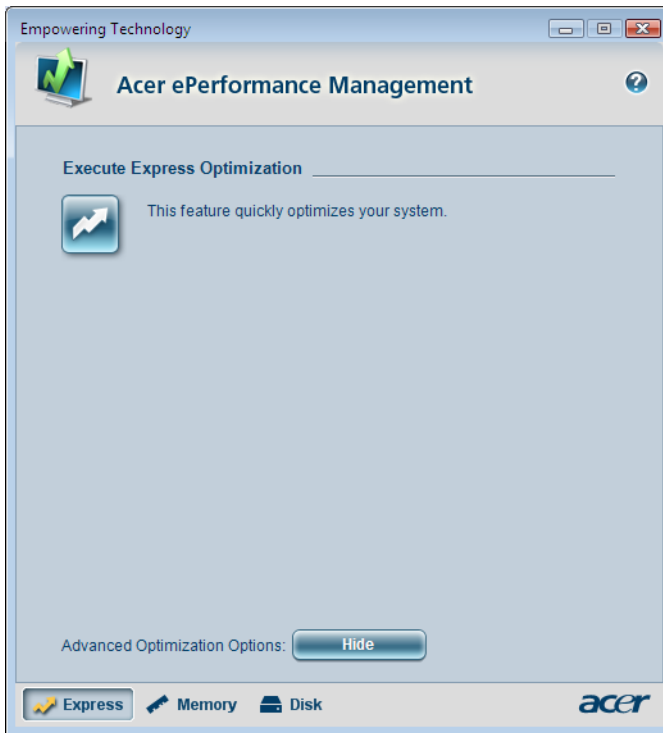 Empowering Technology
Acer ePerformance Management
?
Execute Express Optimization
This feature quickly optimizes your system.
Advanced Optimization Options: Hide
Express Memory Disk acer